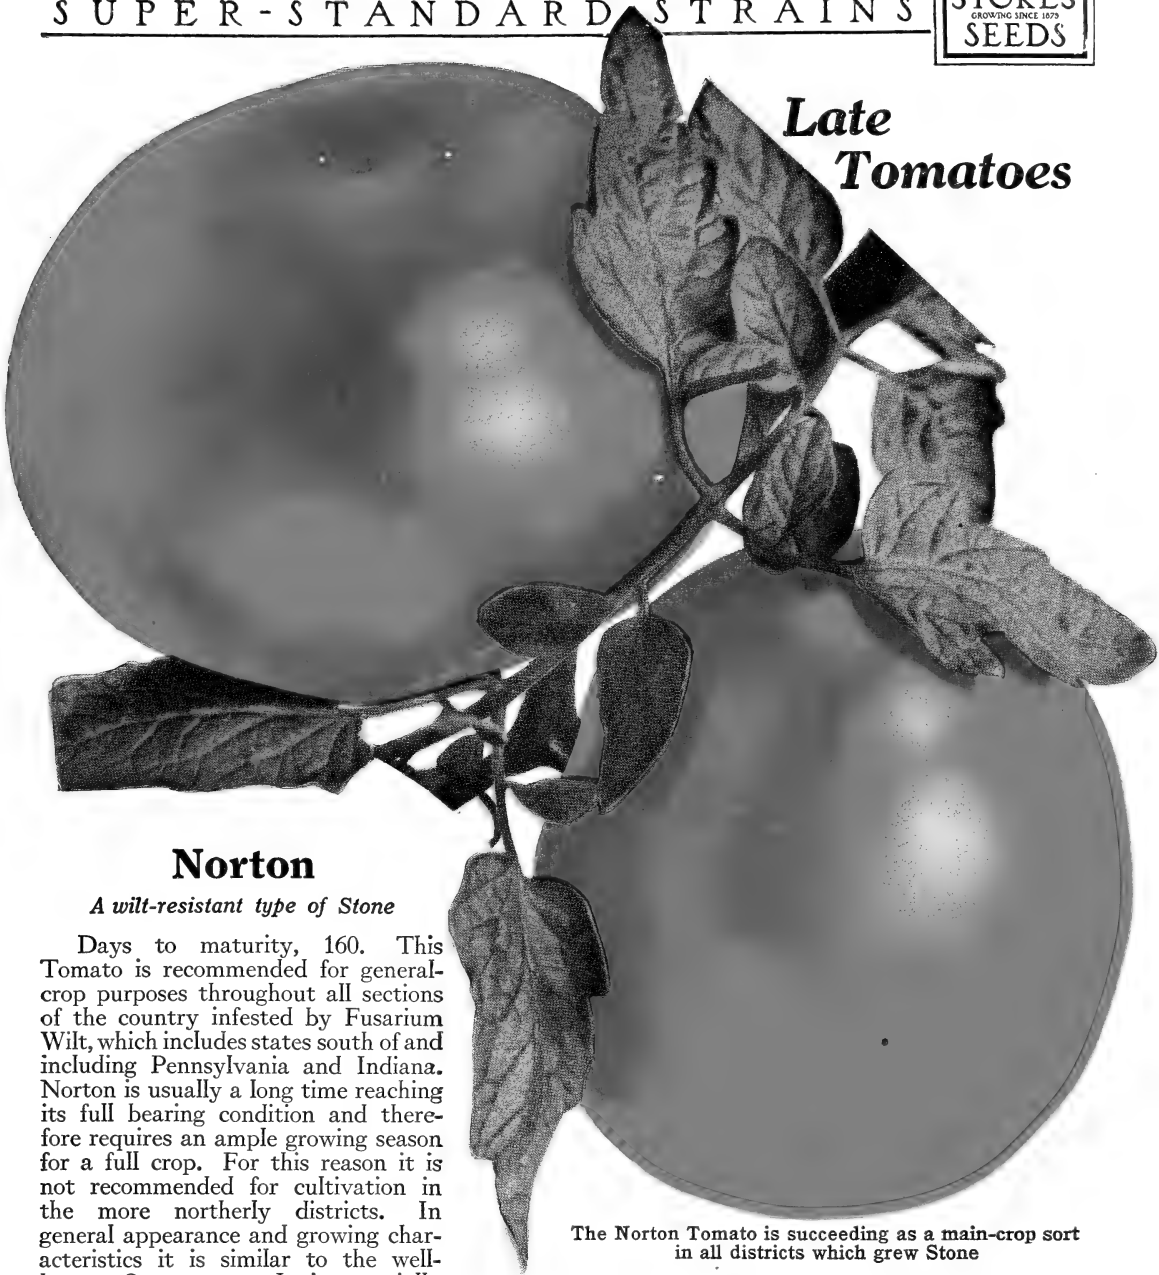 SUPER-STANDARD STRAINS
STOKES
GROWING SINCE 1879
SEEDS
Late
Tomatoes
Norton
A wilt-resistant type of Stone
Days to maturity, 160. This
Tomato is recommended for general-
crop purposes throughout all sections
of the country infested by Fusarium
Wilt, which includes states south of and
including Pennsylvania and Indiana.
Norton is usually a long time reaching
its full bearing condition and there-
fore requires an ample growing season
for a full crop. For this reason it is
not recommended for cultivation in
the more northerly districts. In
general appearance and growing char-
acteristics it is similar to the well-
The Norton Tomato is succeeding as a main-crop sort
in all districts which grew Stone